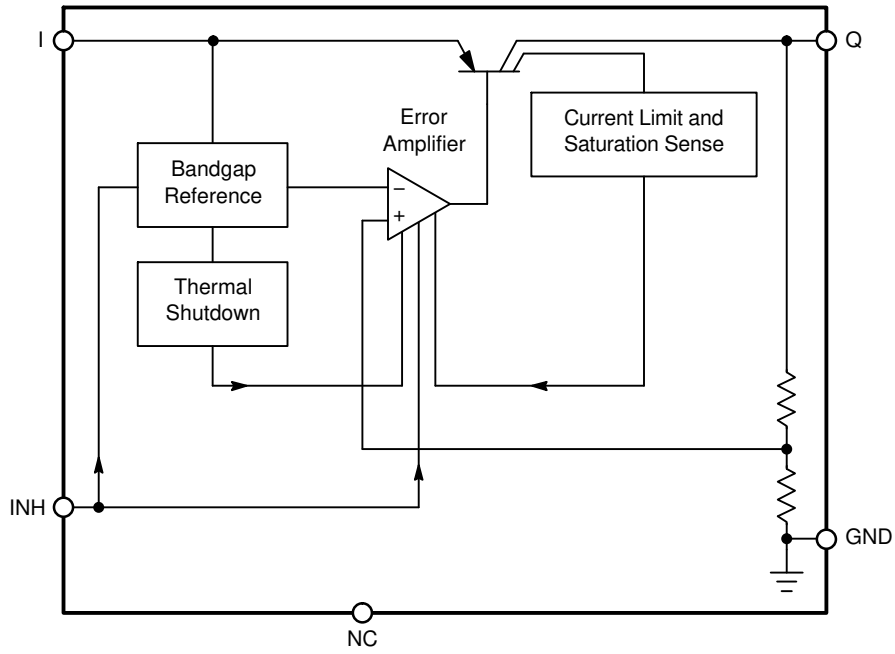 I
Q
Error
Amplifier
Current Limit and
Saturation Sense
Bandgap
Reference
−
+
Thermal
Shutdown
INH
GND
NC